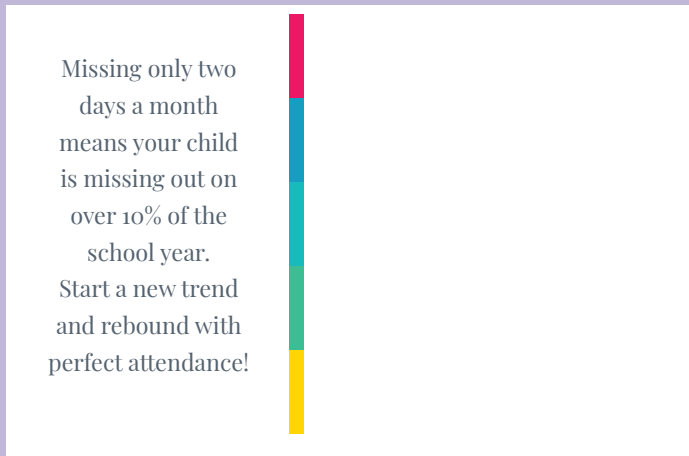 Missing only two
days a month
means your child
is missing out on
over 10% of the
school year.
Start a new trend
and rebound with
perfect attendance!